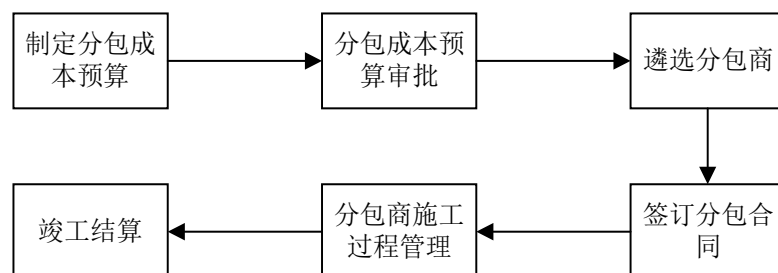 制定分包成
本预算
分包成本预
算审批
遴选分包商
签订分包合
同
分包商施工
过程管理
竣工结算